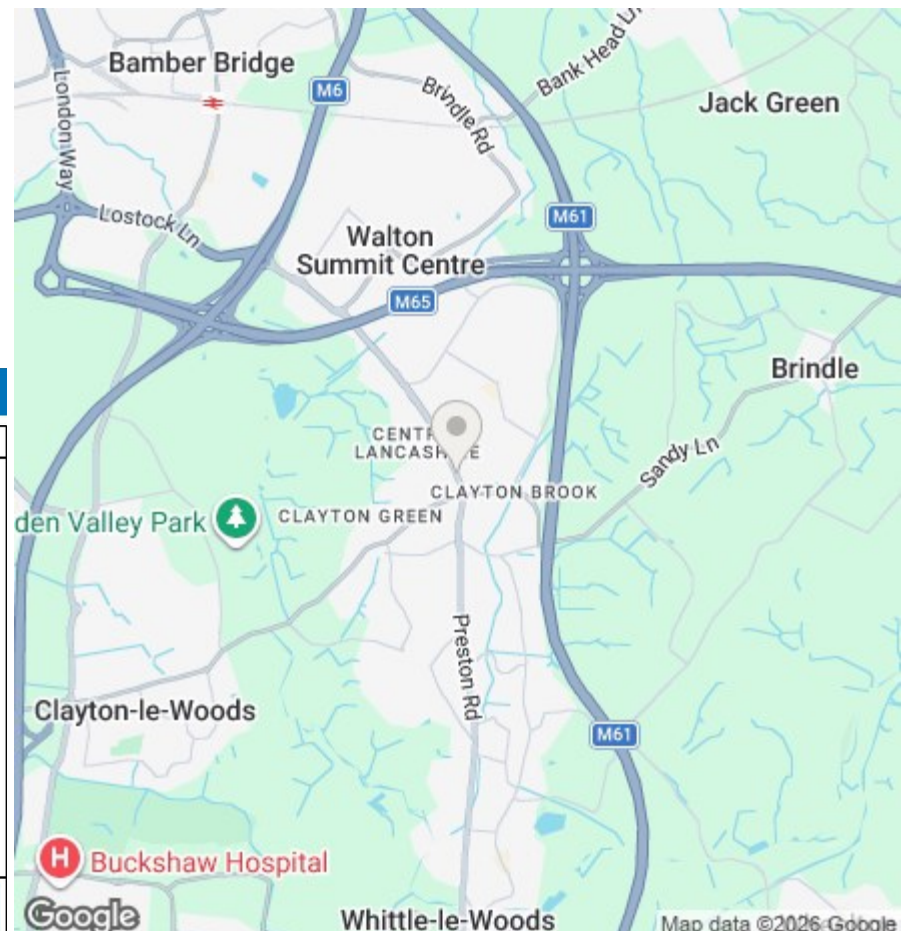 Bamber Bridge
M6
Bank Head Ln
London Way
Brindle Rd
Jack Green
Lostock Ln
M61
Walton
Summit Centre
M65
Brindle
CENTR
LANCASH E
Sandy Ln
CLAYTON BROOK
den Valley Park
CLAYTON GREEN
Preston Rd
Clayton-le-Woods
M61
H
Buckshaw Hospital
Google
Whittle-le-Woods
Map data ©2026 Google